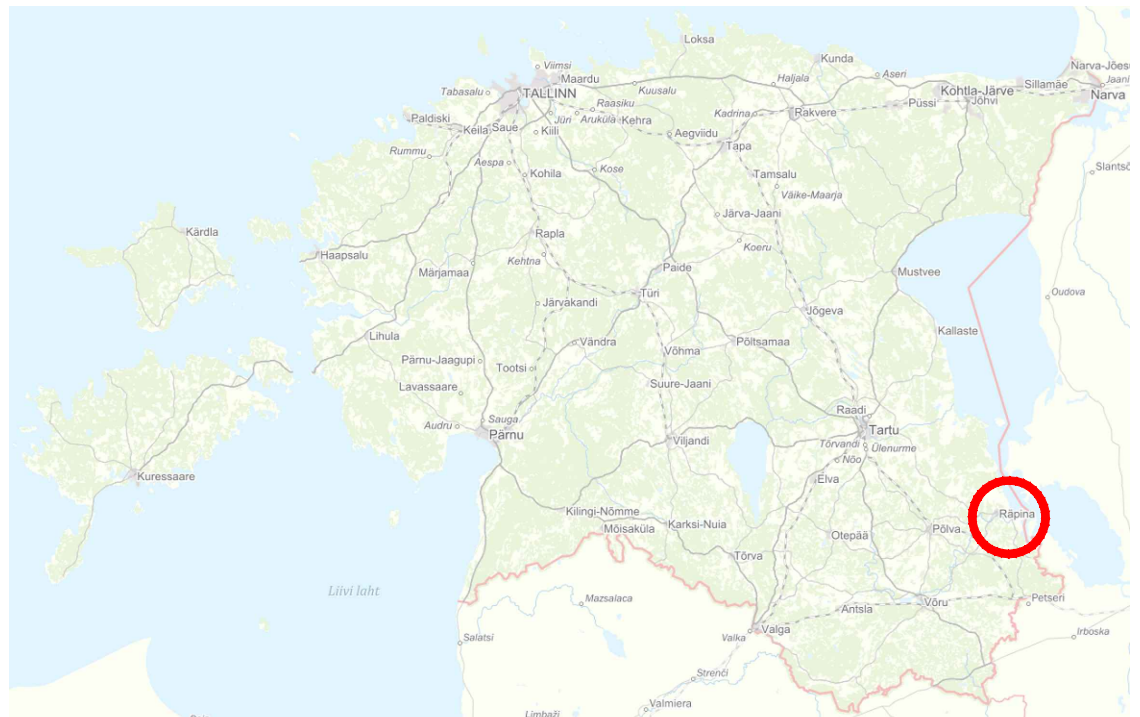 Loksa
Viimsi
Kunda
Maardu
Haljala
Aseri
Narva-Jõesu
Tabasalu
TALLINN
Kuusalu
Sillamäe
Jaani
Kohtla-Järve
Narva
Raasiku
Püssi
Jõhvi
Paldiski
Jüri
Aruküla
Kehra
Kadrina
Rakvere
Keila
Saue
Kiili
Aegviidu
Tapa
Rummu
Aespa
Kohila
Kose
Tamsalu
Slantsõ
Väike-Maarja
Järva-Jaani
Kärdla
Rapla
Koeru
Haapsalu
Kehtna
Märjamaa
Paide
Mustvee
Türi
Oudova
Järvakandi
Jõgeva
Lihula
Kallaste
Vändra
Võhma
Põltsamaa
Pärnu-Jaagupi
Tootsi
Lavassaare
Suure-Jaani
Raadi
Sauga
Audru
Pärnu
Tartu
Viljandi
Tõrvandi
Ülenurme
Nõo
Kuressaare
Elva
Kilingi-Nõmme
Räpina
Mõisaküla
Karksi-Nuia
Põlva
Otepää
Tõrva
Liivi laht
Mazsalaca
Antsla
Võru
Petseri
Salatsi
Valka
Valga
Irboska
Strenči
Valmiera
Limbaži